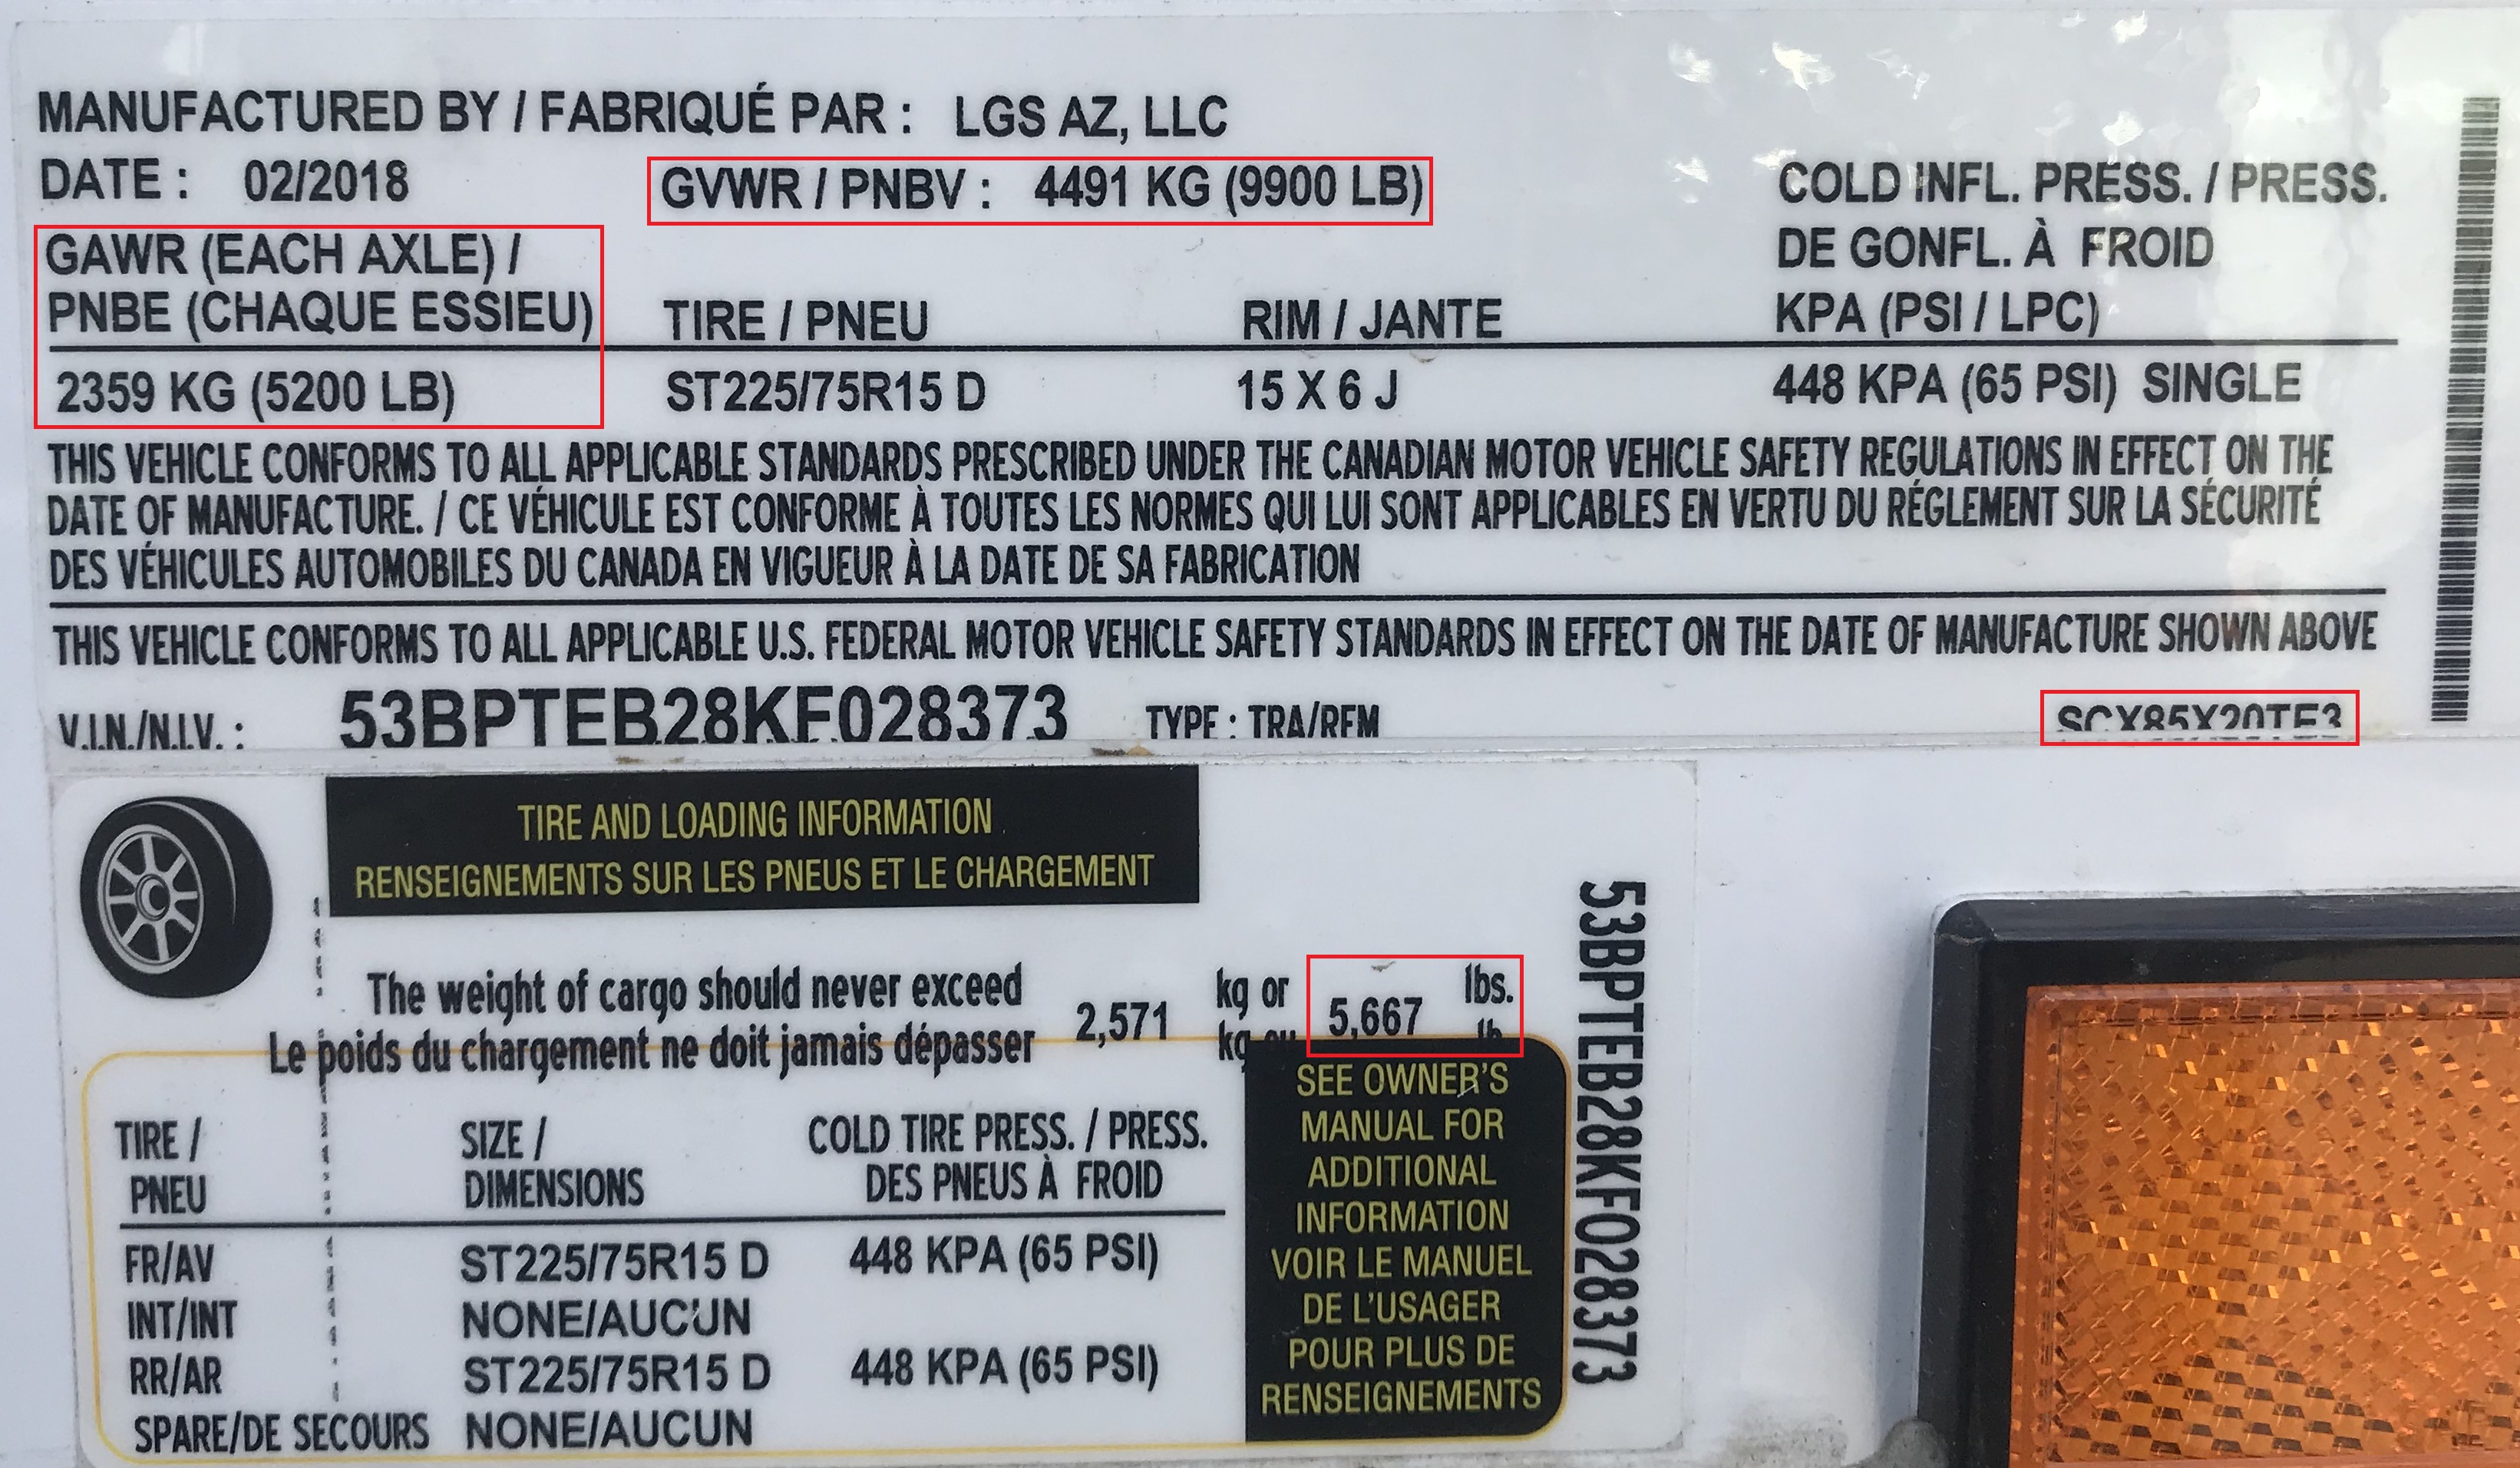 MANUFACTURED BY / FABRIQUÉ PAR : LGS AZ, LLC
DATE : 02/2018 GVWR / PNBV : 4491 KG (9900 LB)
COLD INFL. PRESS. / PRESS.
DE GONFL. À FROID
KPA (PSI / LPC)
GAWR (EACH AXLE) /
PNBE (CHAQUE ESSIEU) TIRE / PNEU RIM / JANTE
2359 KG (5200 LB) ST225/75R15 D 15 X 6 J 448 KPA (65 PSI) SINGLE
THIS VEHICLE CONFORMS TO ALL APPLICABLE STANDARDS PRESCRIBED UNDER THE CANADIAN MOTOR VEHICLE SAFETY REGULATIONS IN EFFECT ON THE
DATE OF MANUFACTURE. / CE VÉHICULE EST CONFORME À TOUTES LES NORMES QUI LUI SONT APPLICABLES EN VERTU DU RÉGLEMENT SUR LA SÉCURITÉ
DES VÉHICULES AUTOMOBILES DU CANADA EN VIGUEUR À LA DATE DE SA FABRICATION
THIS VEHICLE CONFORMS TO ALL APPLICABLE U.S. FEDERAL MOTOR VEHICLE SAFETY STANDARDS IN EFFECT ON THE DATE OF MANUFACTURE SHOWN ABOVE
V.I.N./N.I.V. : 53BPTEB28KF028373 TYPE : TRA/REM SCX85X20TE3
TIRE AND LOADING INFORMATION
RENSEIGNEMENTS SUR LES PNEUS ET LE CHARGEMENT
The weight of cargo should never exceed 2,571 kg or 5,667 lbs.
Le poids du chargement ne doit jamais dépasser kg ou lb.
TIRE / SIZE / COLD TIRE PRESS. / PRESS.
PNEU DIMENSIONS DES PNEUS À FROID
FR/AV ST225/75R15 D 448 KPA (65 PSI)
INT/INT NONE/AUCUN
RR/AR ST225/75R15 D 448 KPA (65 PSI)
SPARE/DE SECOURS NONE/AUCUN
SEE OWNER'S
MANUAL FOR
ADDITIONAL
INFORMATION
VOIR LE MANUEL
DE L'USAGER
POUR PLUS DE
RENSEIGNEMENTS
53BPTEB28KF028373